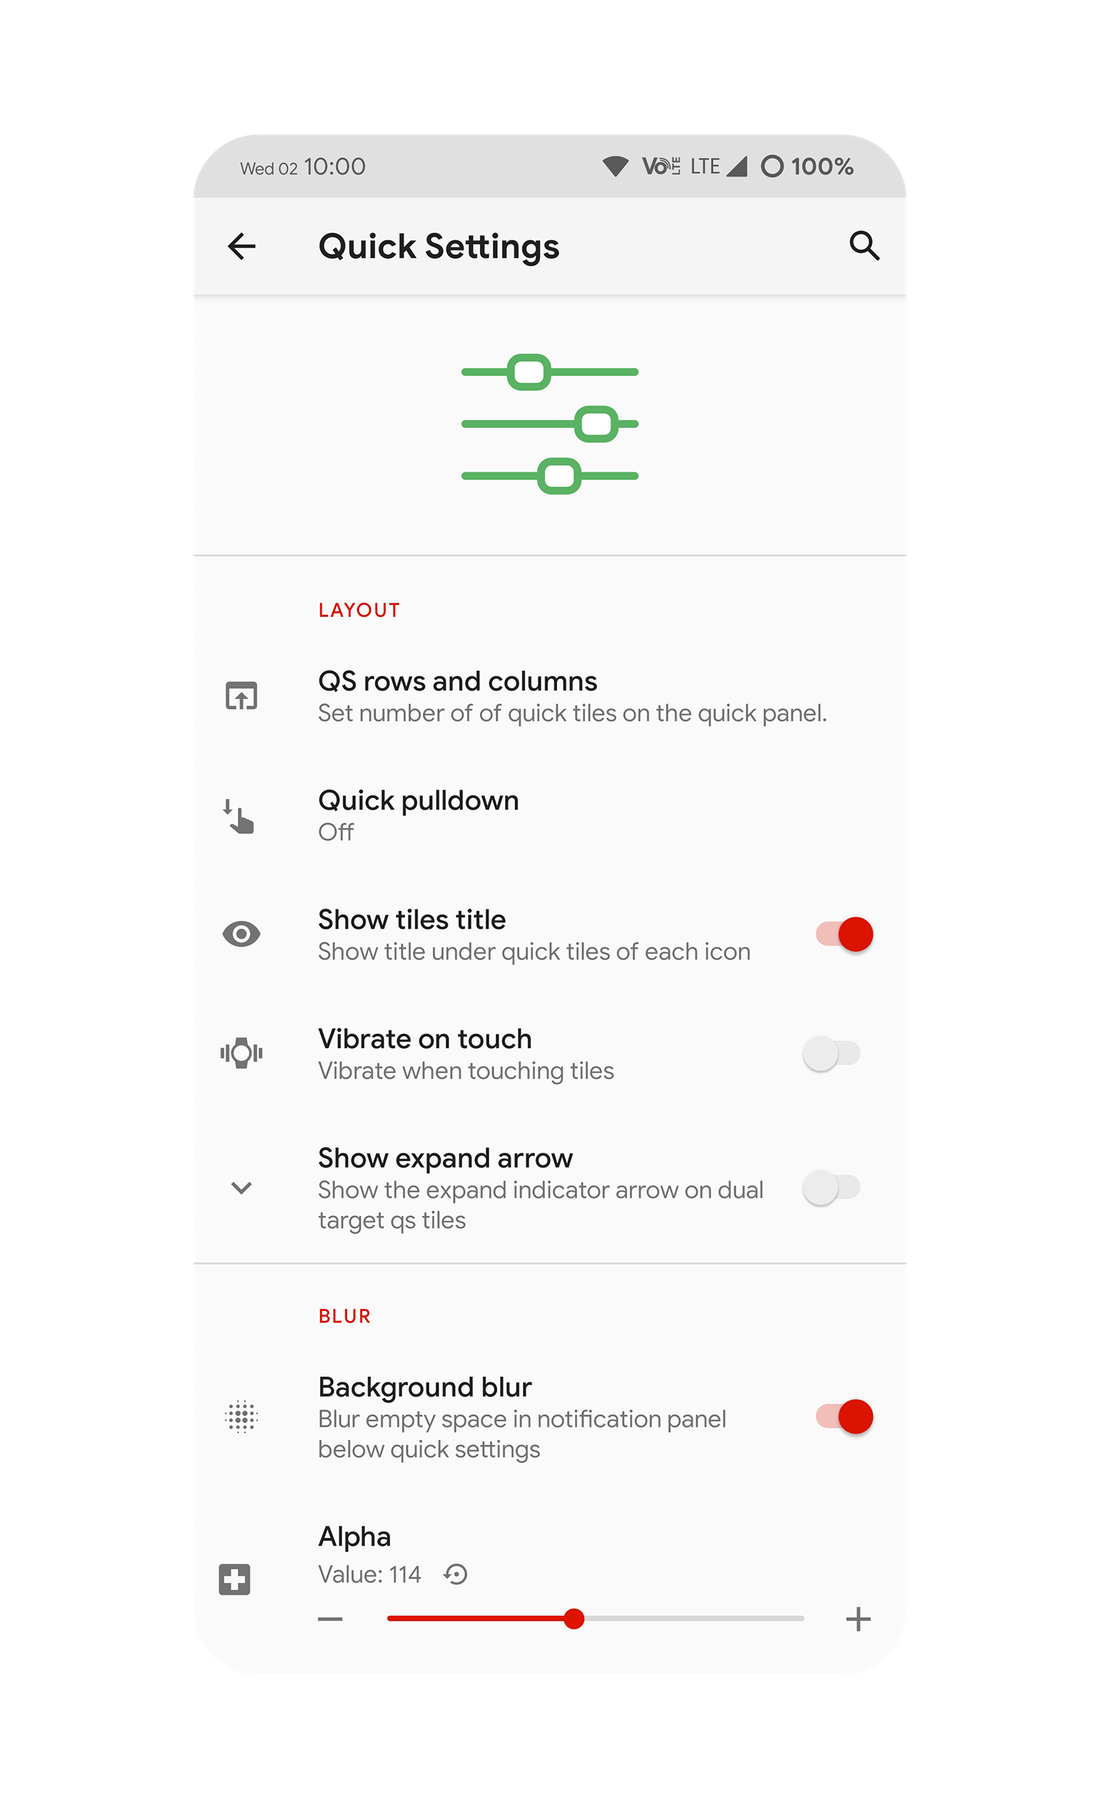 Wed 02 10:00 VoLTE LTE 100%
Quick Settings
LAYOUT
QS rows and columns
Set number of of quick tiles on the quick panel.
Quick pulldown
Off
Show tiles title
Show title under quick tiles of each icon
Vibrate on touch
Vibrate when touching tiles
Show expand arrow
Show the expand indicator arrow on dual
target qs tiles
BLUR
Background blur
Blur empty space in notification panel
below quick settings
Alpha
Value: 114